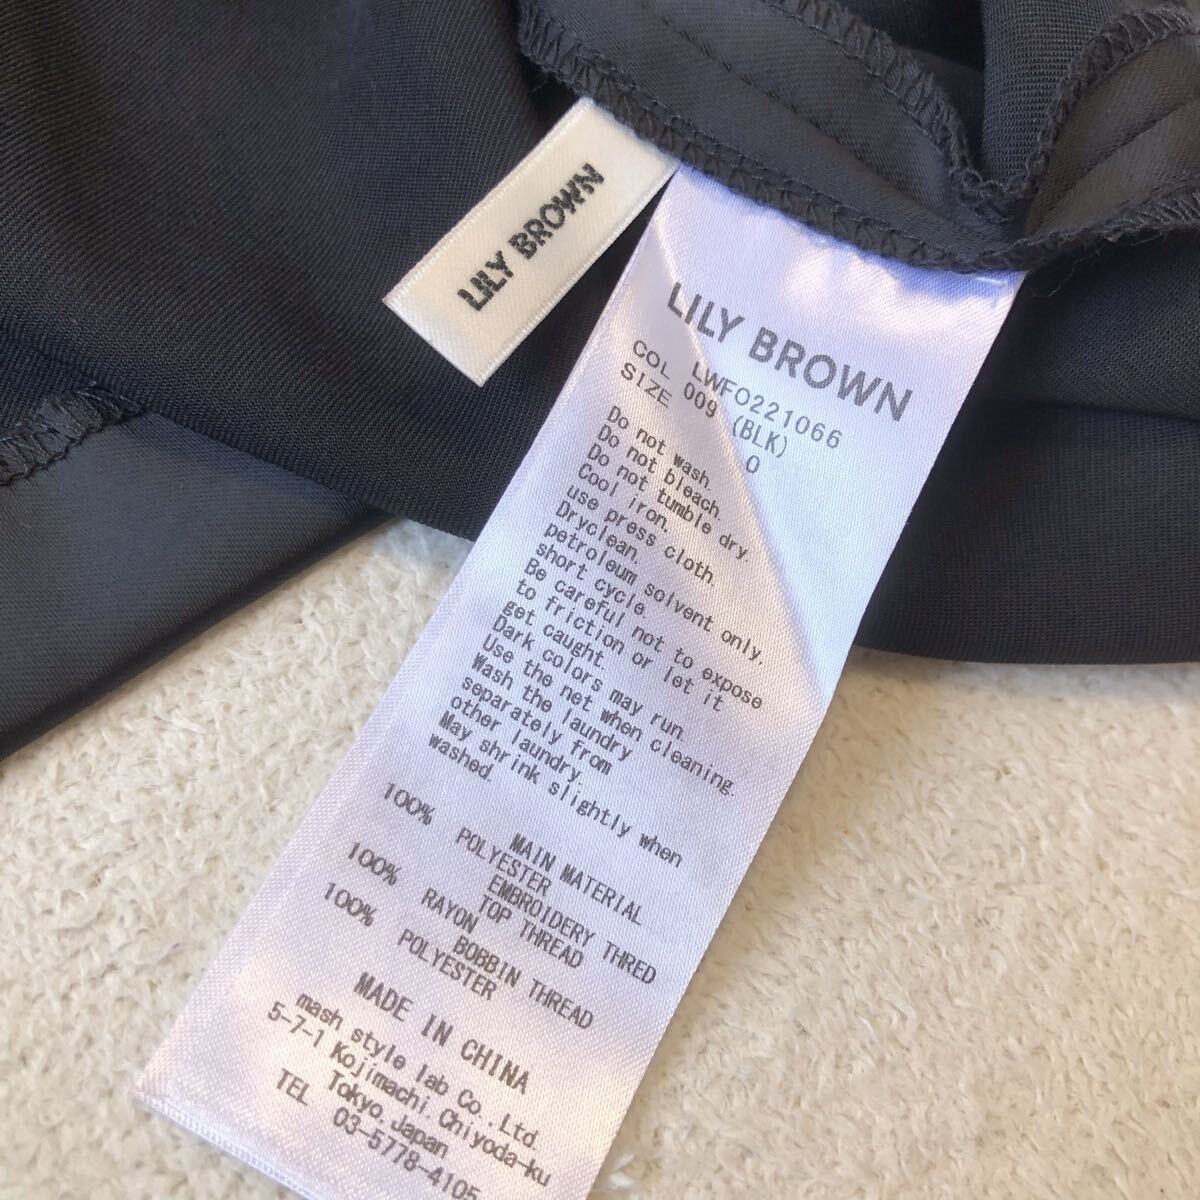 LILY BROWN
LILY BROWN
LWFO221066
COL 009 (BLK)
SIZE 0
Do not wash.
Do not bleach.
Do not tumble dry.
Cool iron.
use press cloth.
Dryclean.
petroleum solvent only.
short cycle.
Be careful not to expose
to friction or let it
get caught.
Dark colors may run.
Use the net when cleaning.
Wash the laundry
separately from
other laundry.
May shrink slightly when
washed.
MAIN MATERIAL
100% POLYESTER
EMBROIDERY THRED
TOP THREAD
100% RAYON
BOBBIN THREAD
100% POLYESTER
MADE IN CHINA
mash style lab Co.,Ltd.
5-7-1 Kojimachi,Chiyoda-ku
Tokyo,Japan
TEL 03-5778-4105